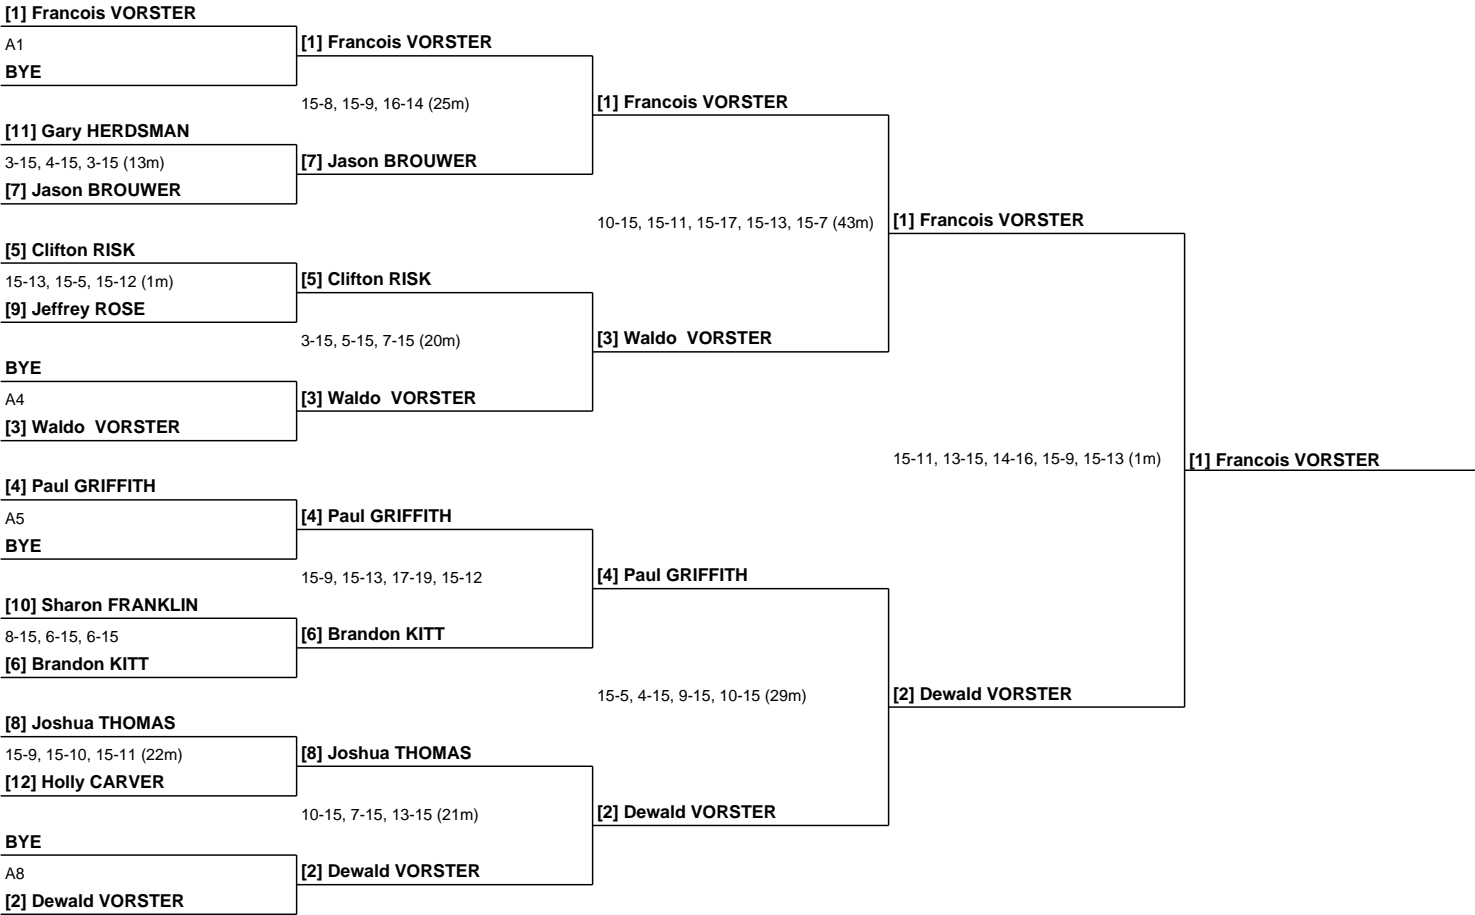 [1] Francois VORSTER
A1
BYE
[11] Gary HERDSMAN
3-15, 4-15, 3-15 (13m)
[7] Jason BROUWER
[5] Clifton RISK
15-13, 15-5, 15-12 (1m)
[9] Jeffrey ROSE
BYE
A4
[3] Waldo  VORSTER
[4] Paul GRIFFITH
A5
BYE
[10] Sharon FRANKLIN
8-15, 6-15, 6-15
[6] Brandon KITT
[8] Joshua THOMAS
15-9, 15-10, 15-11 (22m)
[12] Holly CARVER
BYE
A8
[2] Dewald VORSTER
[1] Francois VORSTER
15-8, 15-9, 16-14 (25m)
[7] Jason BROUWER
[5] Clifton RISK
3-15, 5-15, 7-15 (20m)
[3] Waldo  VORSTER
[4] Paul GRIFFITH
15-9, 15-13, 17-19, 15-12
[6] Brandon KITT
[8] Joshua THOMAS
10-15, 7-15, 13-15 (21m)
[2] Dewald VORSTER
[1] Francois VORSTER
10-15, 15-11, 15-17, 15-13, 15-7 (43m)
[3] Waldo  VORSTER
[4] Paul GRIFFITH
15-5, 4-15, 9-15, 10-15 (29m)
[2] Dewald VORSTER
[1] Francois VORSTER
15-11, 13-15, 14-16, 15-9, 15-13 (1m)
[2] Dewald VORSTER
[1] Francois VORSTER